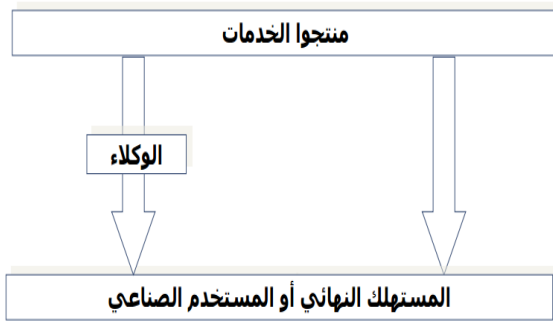 منتجوا الخدمات
الوكلاء
المستهلك النهائي أو المستخدم الصناعي